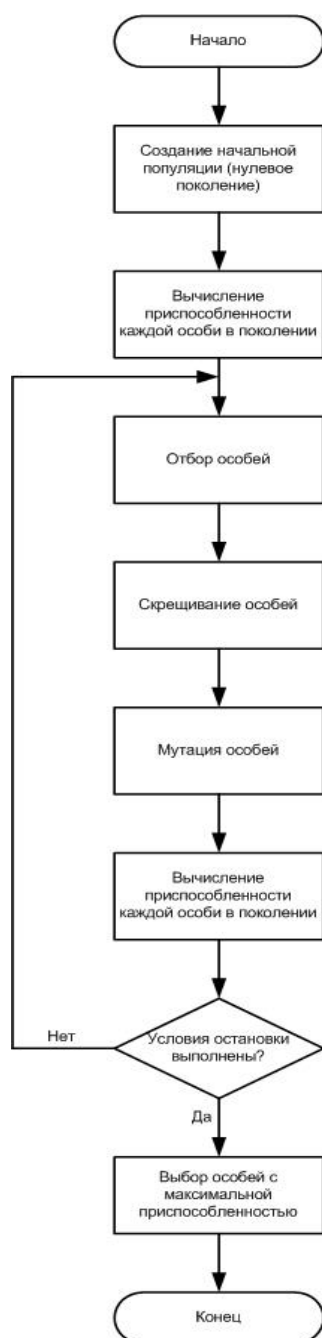 Начало
Создание начальной
популяции (нулевое
поколение)
Вычисление
приспособленности
каждой особи в поколении
Отбор особей
Скрещивание особей
Мутация особей
Вычисление
приспособленности
каждой особи в поколении
Нет
Условия остановки
выполнены?
Да
Выбор особей с
максимальной
приспособленностью
Конец